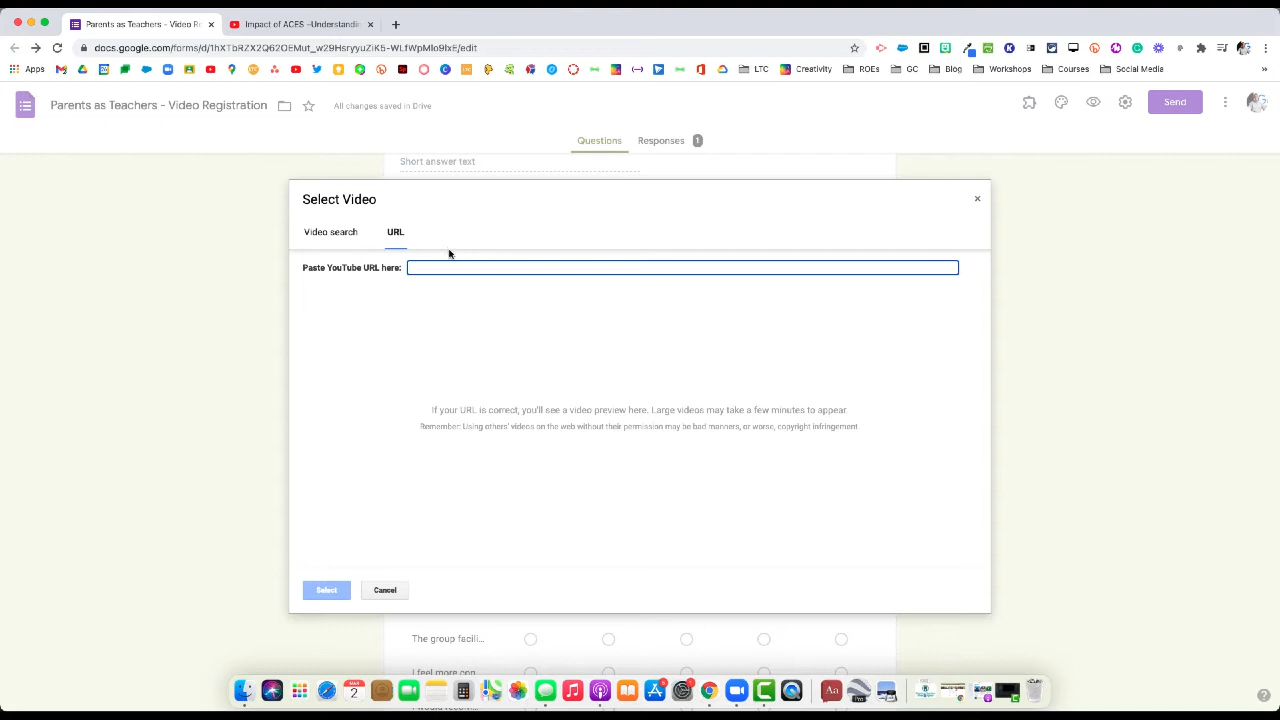 Parents as Teachers - Video Re
Impact of ACES –Understandin
docs.google.com/forms/d/1hXTbRZX2Q62OEMut_w29HsryyuZiK5-WLfWpMlo9IxE/edit
Apps
LTC
Creativity
ROEs
GC
Blog
Workshops
Courses
Social Media
Parents as Teachers - Video Registration
All changes saved in Drive
Send
Questions
Responses 1
Short answer text
Select Video
Video search
URL
Paste YouTube URL here:
If your URL is correct, you'll see a video preview here. Large videos may take a few minutes to appear.
Remember: Using others' videos on the web without their permission may be bad manners, or worse, copyright infringement.
Select
Cancel
The group facili...
I feel more con
MAR
2
Aa
Pro